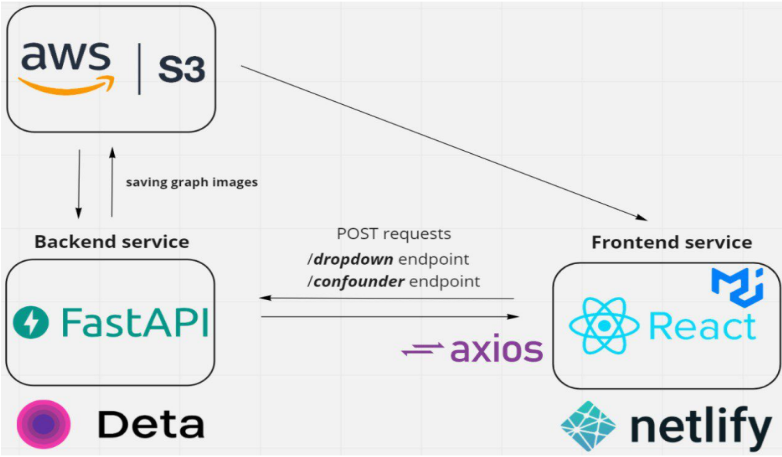 aws | S3
saving graph images
Backend service
POST requests
/dropdown endpoint
/confounder endpoint
Frontend service
FastAPI
axios
React
Deta
netlify